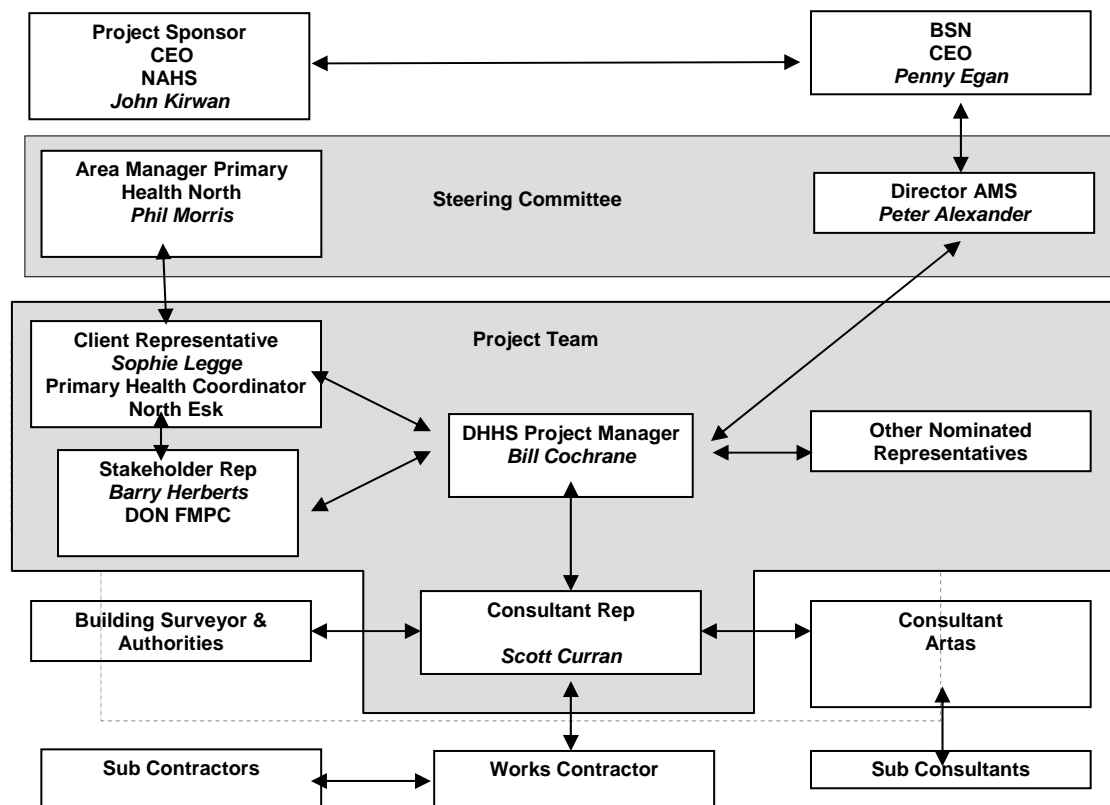 Project Sponsor
CEO
NAHS
John Kirwan
BSN
CEO
Penny Egan
Area Manager Primary
Health North
Phil Morris
Steering Committee
Director AMS
Peter Alexander
Client Representative
Sophie Legge
Primary Health Coordinator
North Esk
Project Team
DHHS Project Manager
Bill Cochrane
Other Nominated
Representatives
Stakeholder Rep
Barry Herberts
DON FMPC
Building Surveyor &
Authorities
Consultant Rep
Scott Curran
Consultant
Artas
Sub Contractors
Works Contractor
Sub Consultants